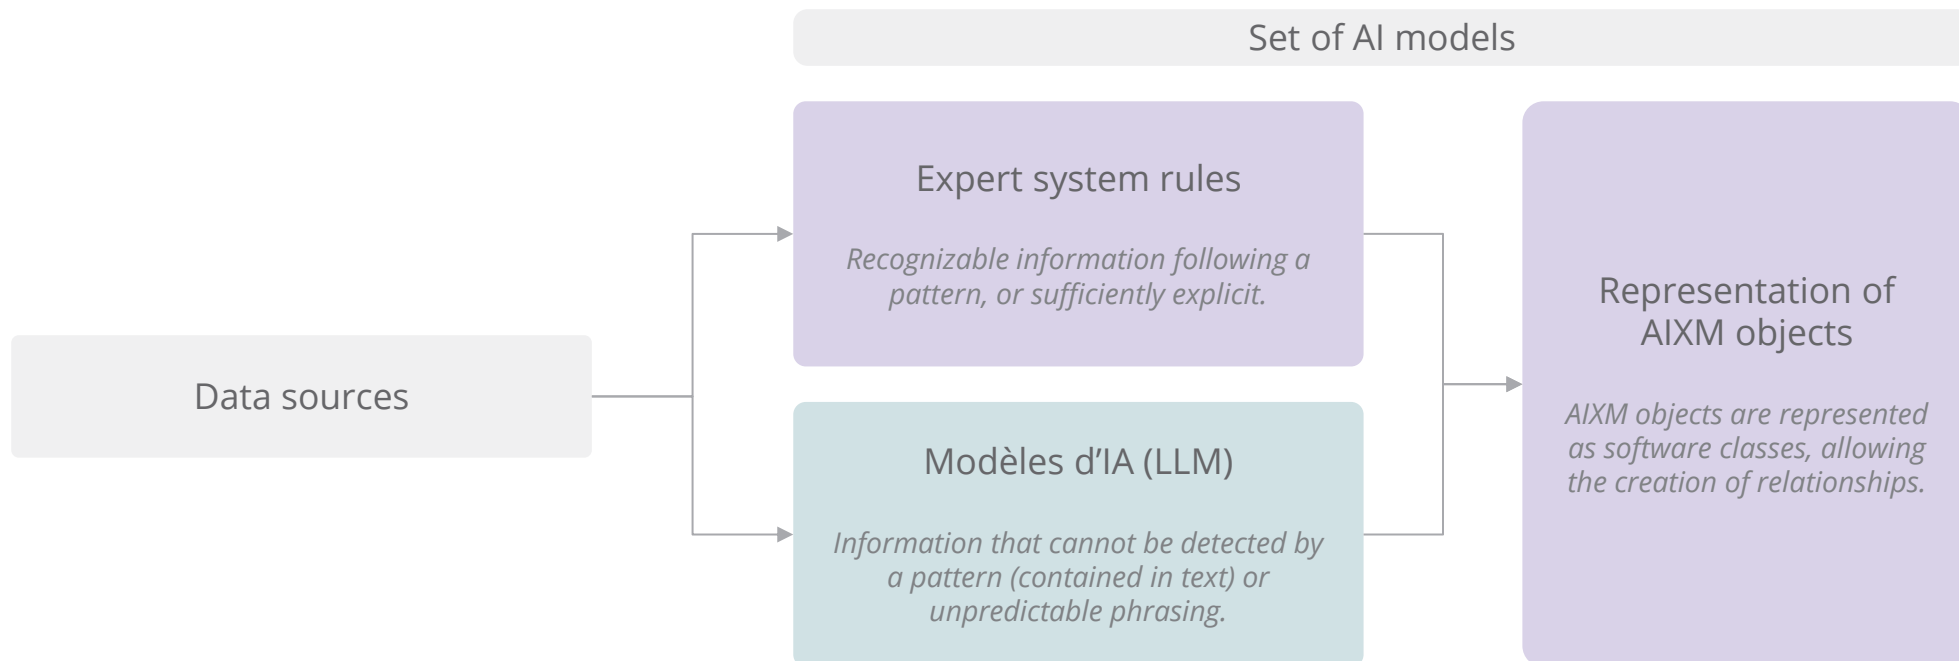 Set of AI models
Expert system rules
Recognizable information following a
pattern, or sufficiently explicit.
Data sources
Modèles d’IA (LLM)
Information that cannot be detected by
a pattern (contained in text) or
unpredictable phrasing.
Representation of
AIXM objects
AIXM objects are represented
as software classes, allowing
the creation of relationships.